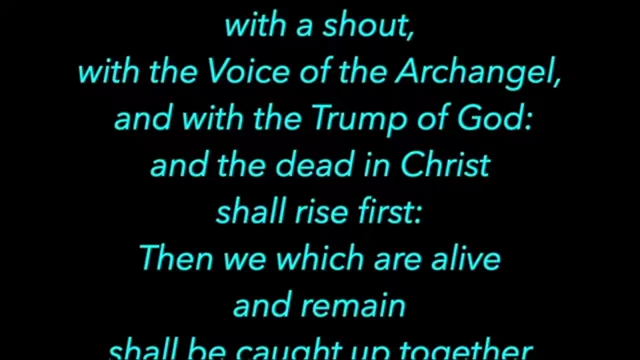 with a shout,
with the Voice of the Archangel,
and with the Trump of God:
and the dead in Christ
shall rise first:
Then we which are alive
and remain
shall be caught up together